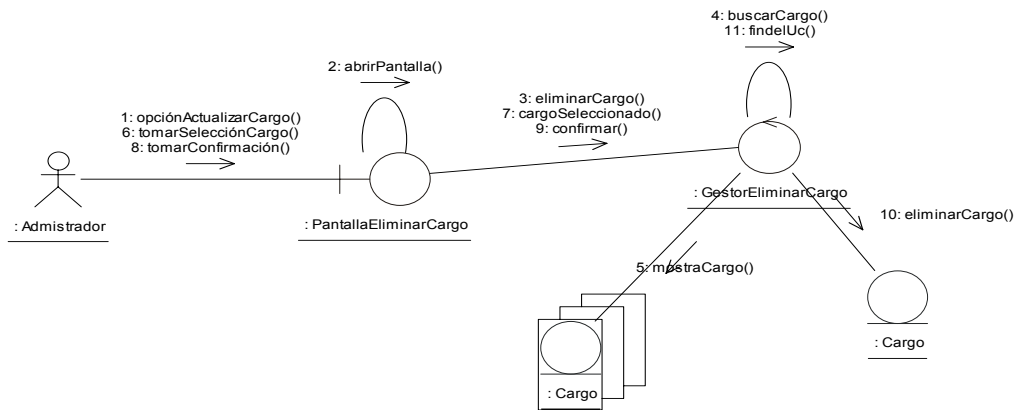 4: buscarCargo()
11: findelUc()
2: abrirPantalla()
3: eliminarCargo()
7: cargoSeleccionado()
9: confirmar()
1: opciónActualizarCargo()
6: tomarSelecciónCargo()
8: tomarConfirmación()
: Admistrador
: PantallaEliminarCargo
: GestorEliminarCargo
10: eliminarCargo()
5: mostraCargo()
: Cargo
: Cargo